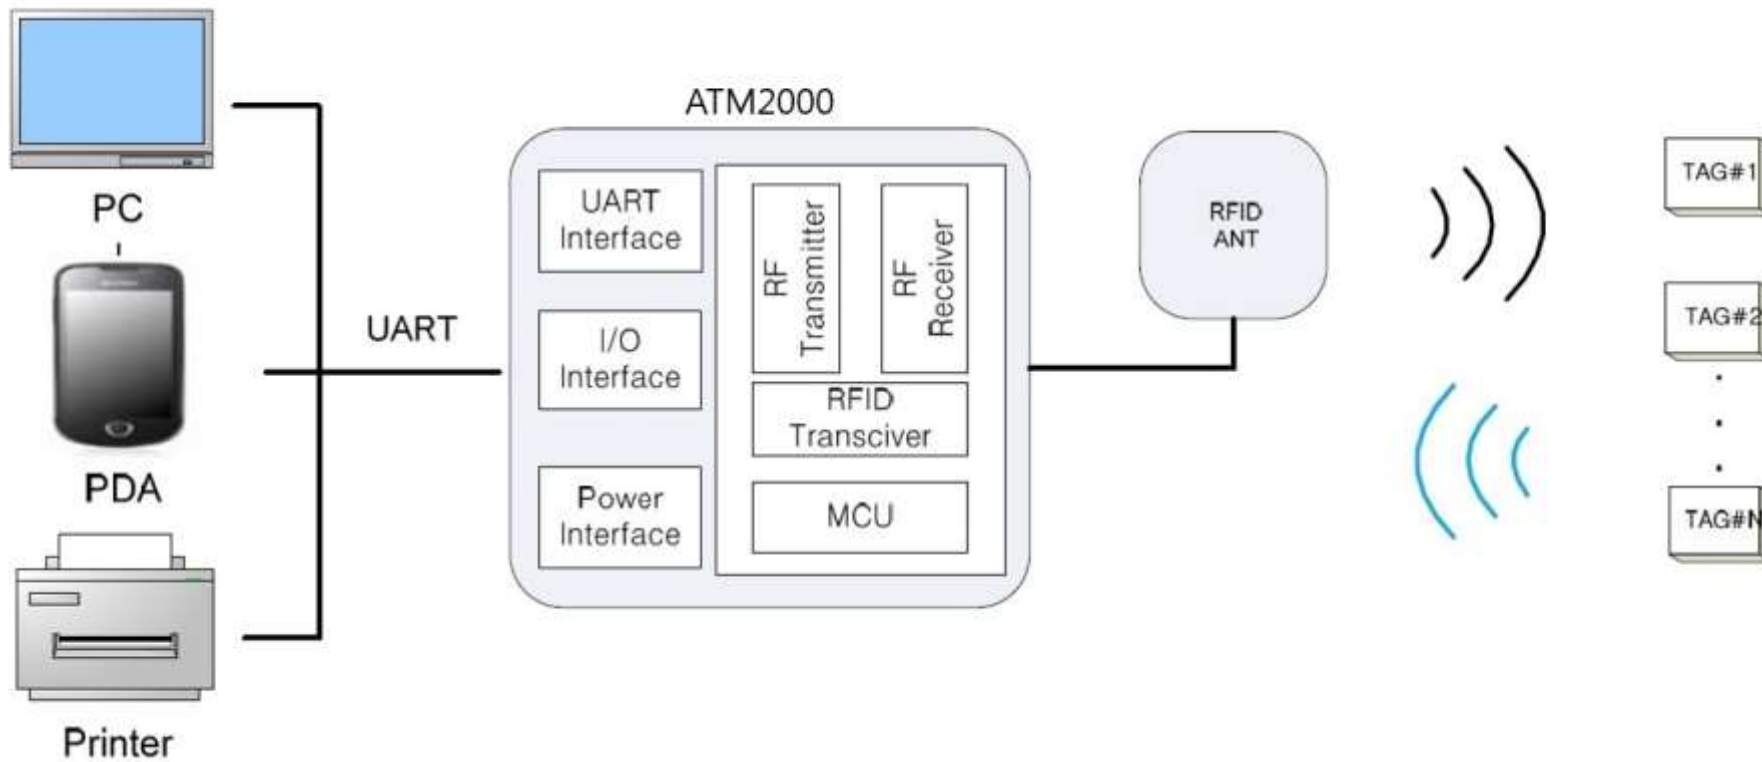 PC
PDA
Printer
UART
ATM2000
UART
Interface
I/O
Interface
Power
Interface
RF
Transmitter
RF
Receiver
RFID
Transciver
MCU
RFID
ANT
TAG#1
TAG#2
TAG#N